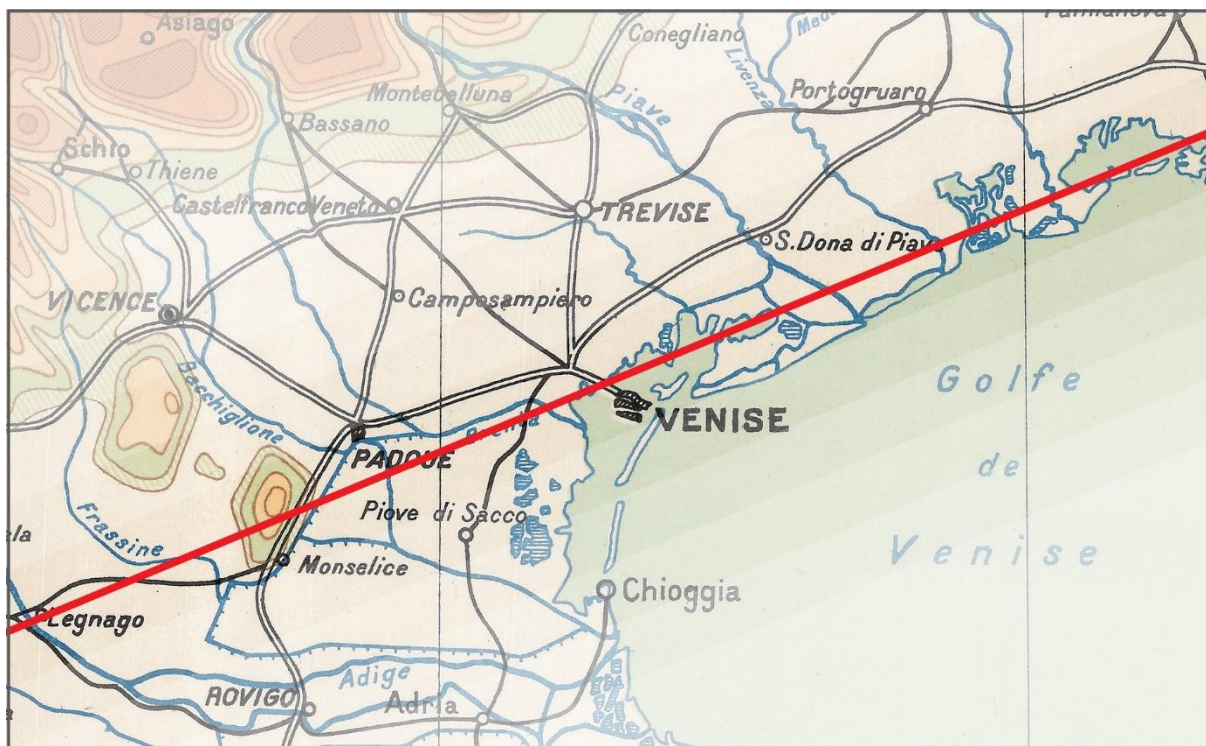 Asiago
Conegliano
Livenza
Portogruaro
Montebelluna
Piave
Bassano
Schio
Thiene
Castelfranco Veneto
TREVISE
S. Dona di Piave
VICENCE
Camposampiero
Bacchiglione
Golfe
VENISE
Brenta
PADOUE
de
Piove di Sacco
Frassine
Venise
Monselice
Chioggia
Legnago
Adige
ROVIGO
Adria